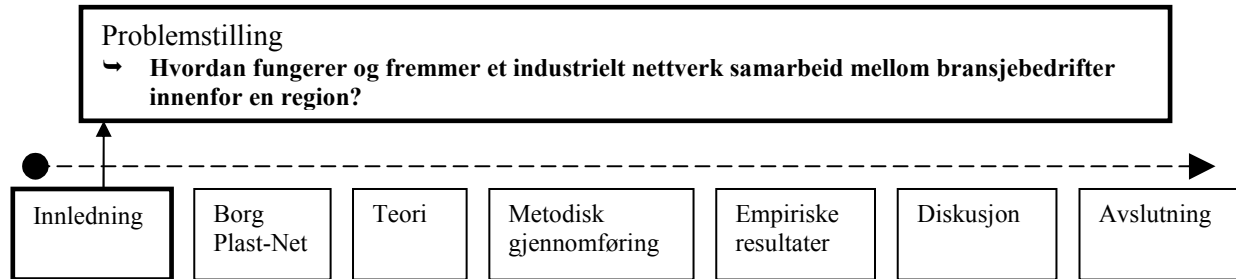 Problemstilling
➥ Hvordan fungerer og fremmer et industrielt nettverk samarbeid mellom bransjebedrifter
innenfor en region?
Innledning
Borg
Plast-Net
Teori
Metodisk
gjennomføring
Empiriske
resultater
Diskusjon
Avslutning